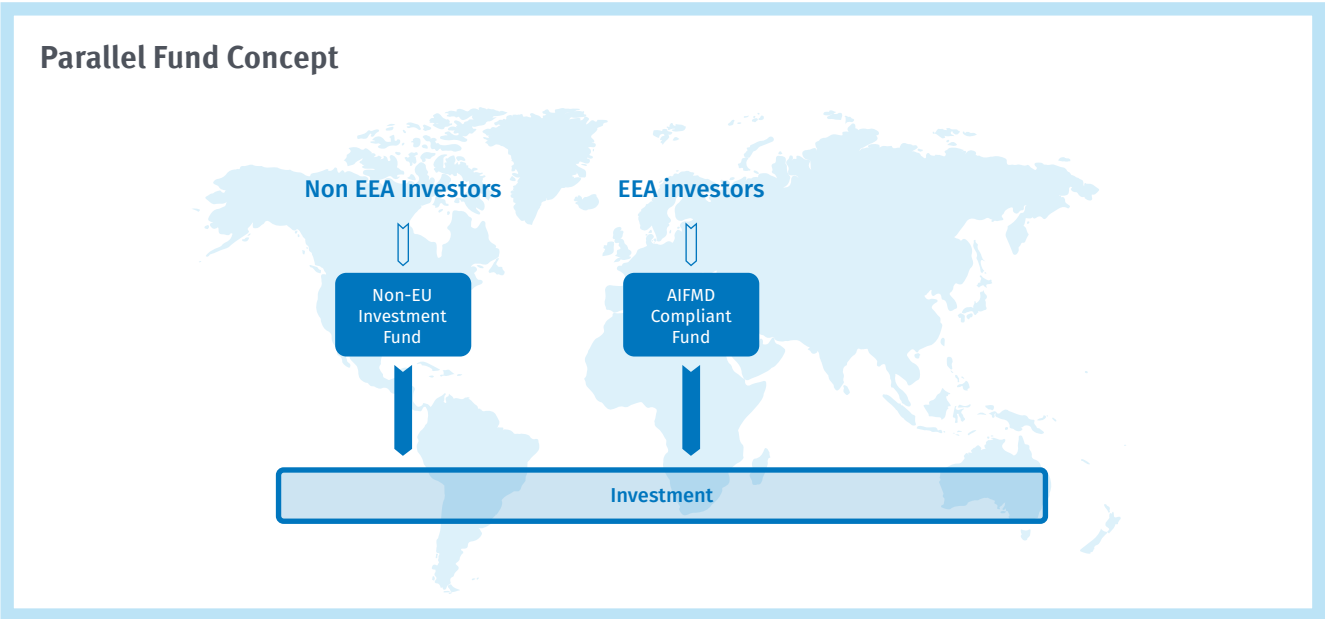 Parallel Fund Concept
Non EEA Investors
EEA investors
Non-EU
Investment
Fund
AIFMD
Compliant
Fund
Investment